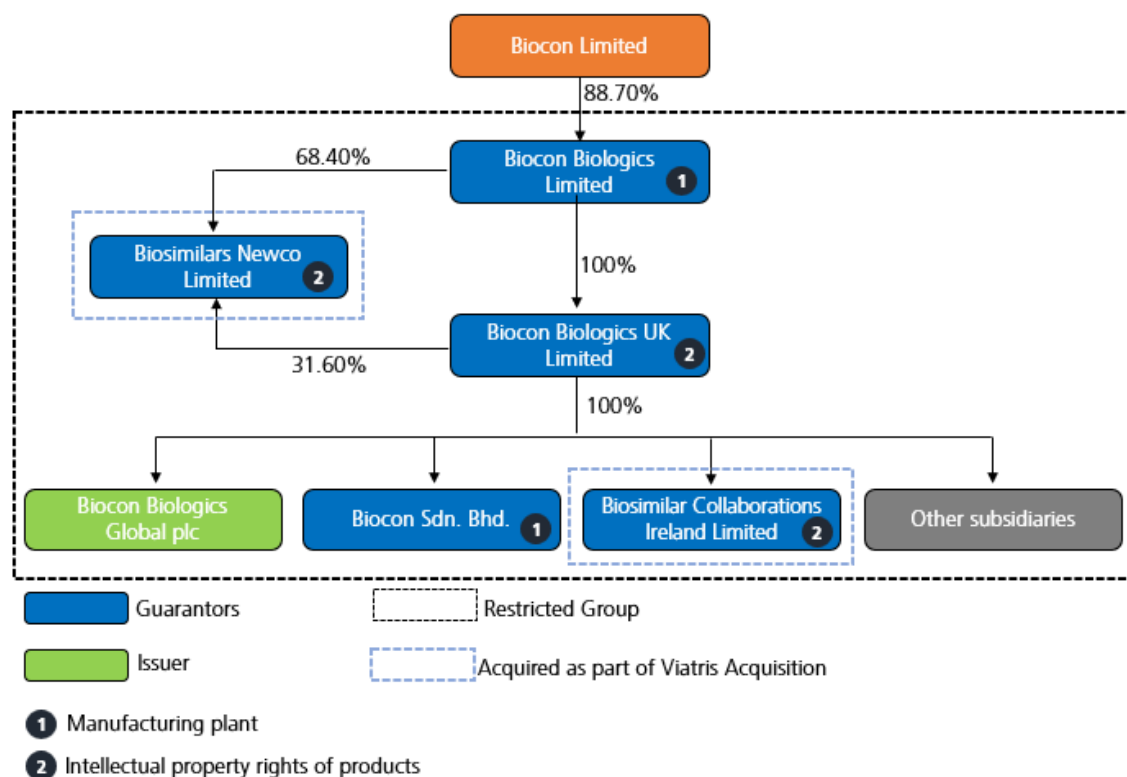 Biocon Limited
88.70%
68.40%
Biocon Biologics
Limited
1
Biosimilars Newco
Limited
2
100%
Biocon Biologics UK
Limited
2
31.60%
100%
Biocon Biologics
Global plc
Biocon Sdn. Bhd.
1
Biosimilar Collaborations
Ireland Limited
2
Other subsidiaries
Guarantors
Restricted Group
Issuer
Acquired as part of Viatris Acquisition
1 Manufacturing plant
2 Intellectual property rights of products